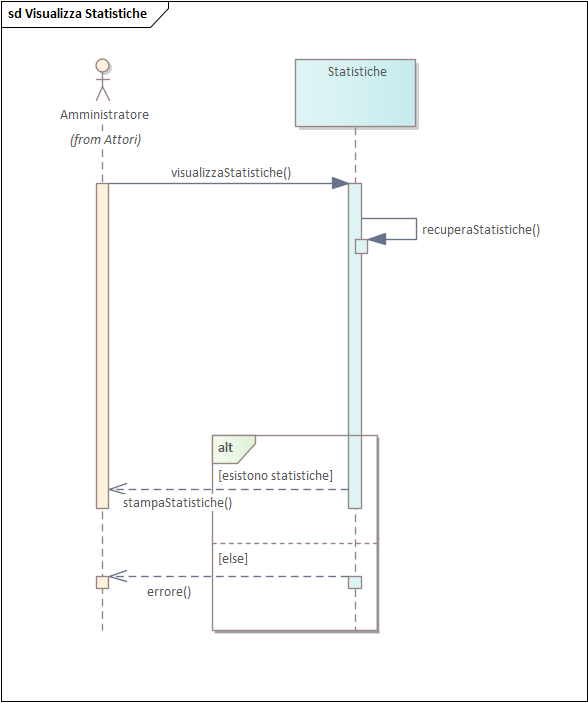 sd Visualizza Statistiche
Statistiche
Amministratore
(from Attori)
visualizzaStatistiche()
recuperaStatistiche()
alt
[esistono statistiche]
stampaStatistiche()
[else]
errore()